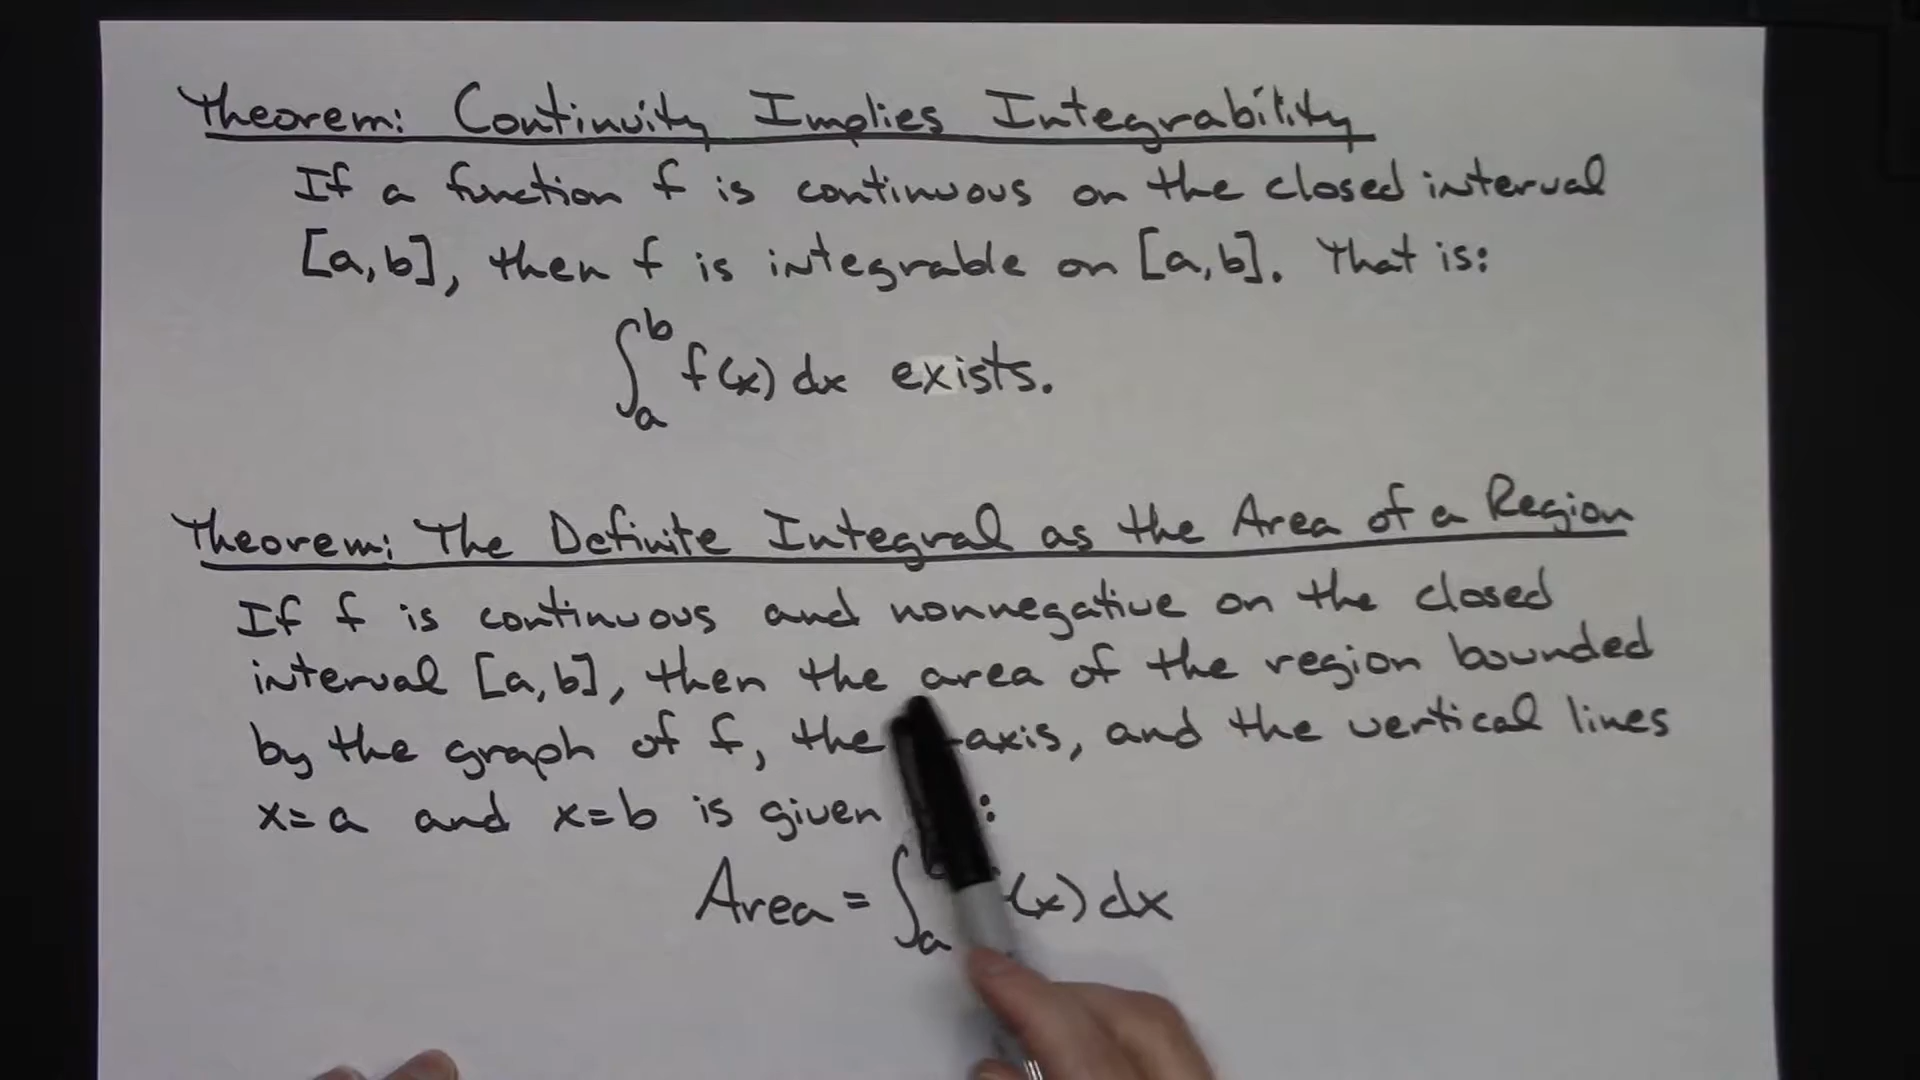 Theorem: Continuity Implies Integrability
If a function f is continuous on the closed interval
[a,b], then f is integrable on [a,b]. That is:
∫_a^b f(x) dx exists.
Theorem: The Definite Integral as the Area of a Region
If f is continuous and nonnegative on the closed
interval [a,b], then the area of the region bounded
by the graph of f, the -axis, and the vertical lines
x=a and x=b is given :
Area = ∫_a (x) dx